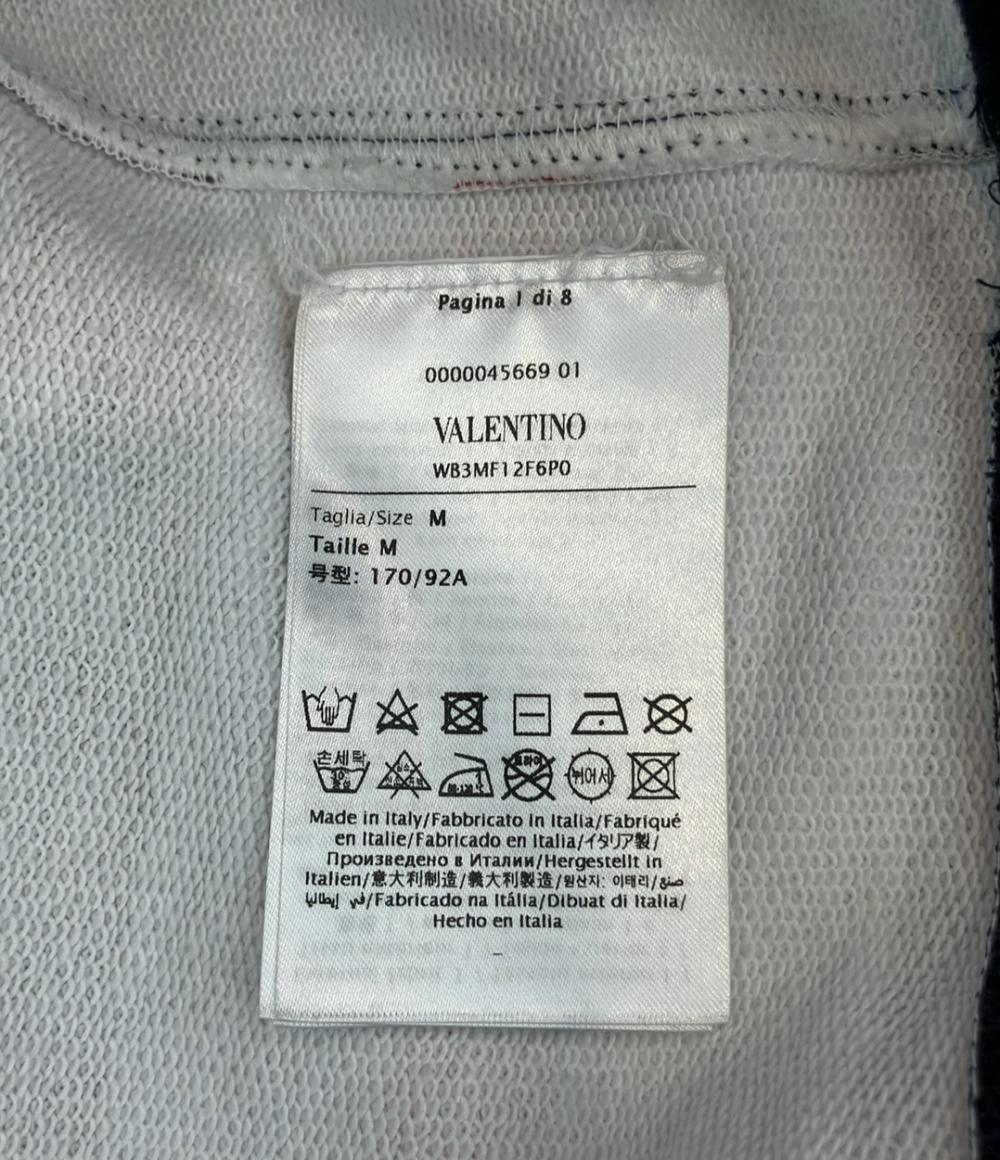 Pagina 1 di 8
0000045669 01
VALENTINO
WB3MF12F6P0
Taglia/Size M
Taille M
号型: 170/92A
손세탁
뉘어서
Made in Italy/Fabbricato in Italia/Fabriqué
en Italie/Fabricado en Italia/イタリア製/
Произведено в Италии/Hergestellt in
Italien/意大利制造/義大利製造/원산지: 이태리/صنع
في إيطاليا/Fabricado na Itália/Dibuat di Italia/
Hecho en Italia